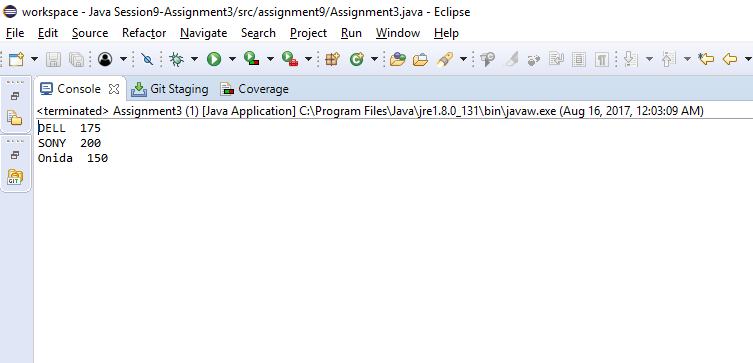 workspace - Java Session9-Assignment3/src/assignment9/Assignment3.java - Eclipse
File Edit Source Refactor Navigate Search Project Run Window Help
Console Git Staging Coverage
<terminated> Assignment3 (1) [Java Application] C:\Program Files\Java\jre1.8.0_131\bin\javaw.exe (Aug 16, 2017, 12:03:09 AM)
DELL  175
SONY  200
Onida  150
GIT